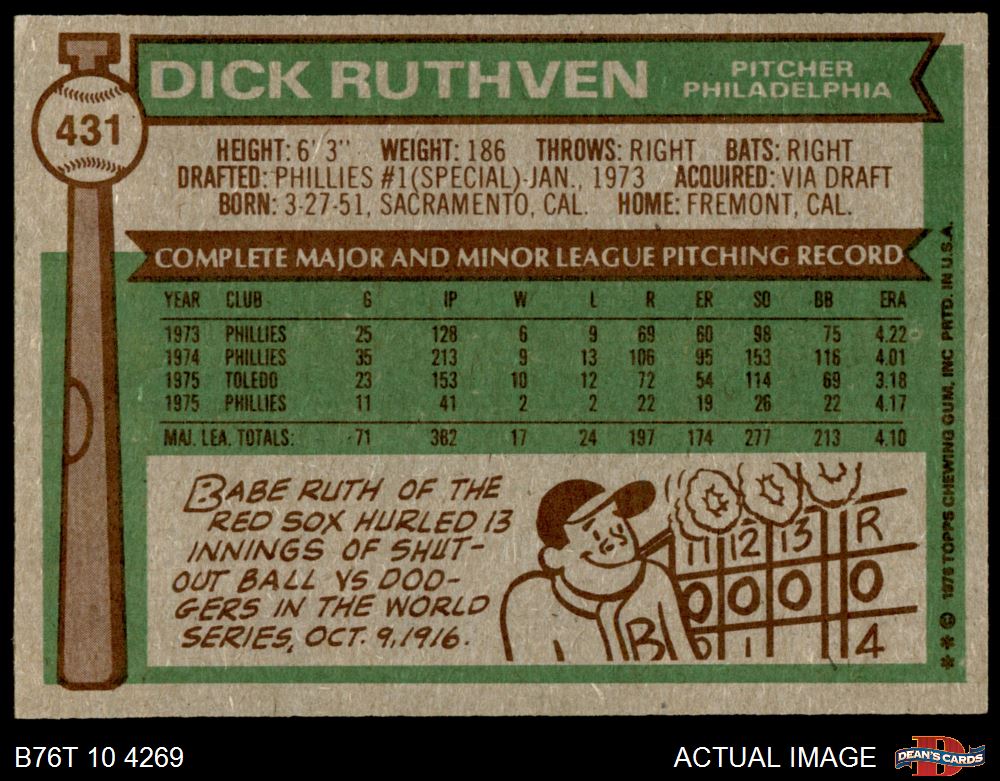 DICK RUTHVEN
PITCHER
PHILADELPHIA
431
HEIGHT: 6' 3" WEIGHT: 186 THROWS: RIGHT BATS: RIGHT
DRAFTED: PHILLIES #1(SPECIAL)-JAN., 1973 ACQUIRED: VIA DRAFT
BORN: 3-27-51, SACRAMENTO, CAL. HOME: FREMONT, CAL.
COMPLETE MAJOR AND MINOR LEAGUE PITCHING RECORD
YEAR CLUB G IP W L R ER SO BB ERA
1973 PHILLIES 25 128 6 9 69 60 98 75 4.22
1974 PHILLIES 35 213 9 13 106 95 153 116 4.01
1975 TOLEDO 23 153 10 12 72 54 114 69 3.18
1975 PHILLIES 11 41 2 2 22 19 26 22 4.17
MAJ. LEA. TOTALS: 71 382 17 24 197 174 277 213 4.10
BABE RUTH OF THE
RED SOX HURLED 13
INNINGS OF SHUT-
OUT BALL VS DOD-
GERS IN THE WORLD
SERIES, OCT. 9, 1916.
11 12 13 R
0 0 0 0
0 1 4
B
** © 1976 TOPPS CHEWING GUM, INC PRTD. IN U.S.A.
B76T 10 4269
ACTUAL IMAGE
D
DEAN'S CARDS